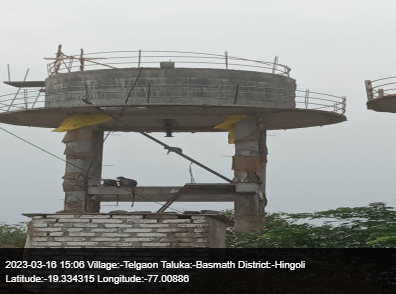 2023-03-16 15:06 Village:-Telgaon Taluka:-Basmath District:-Hingoli
Latitude:-19.334315 Longitude:-77.00886